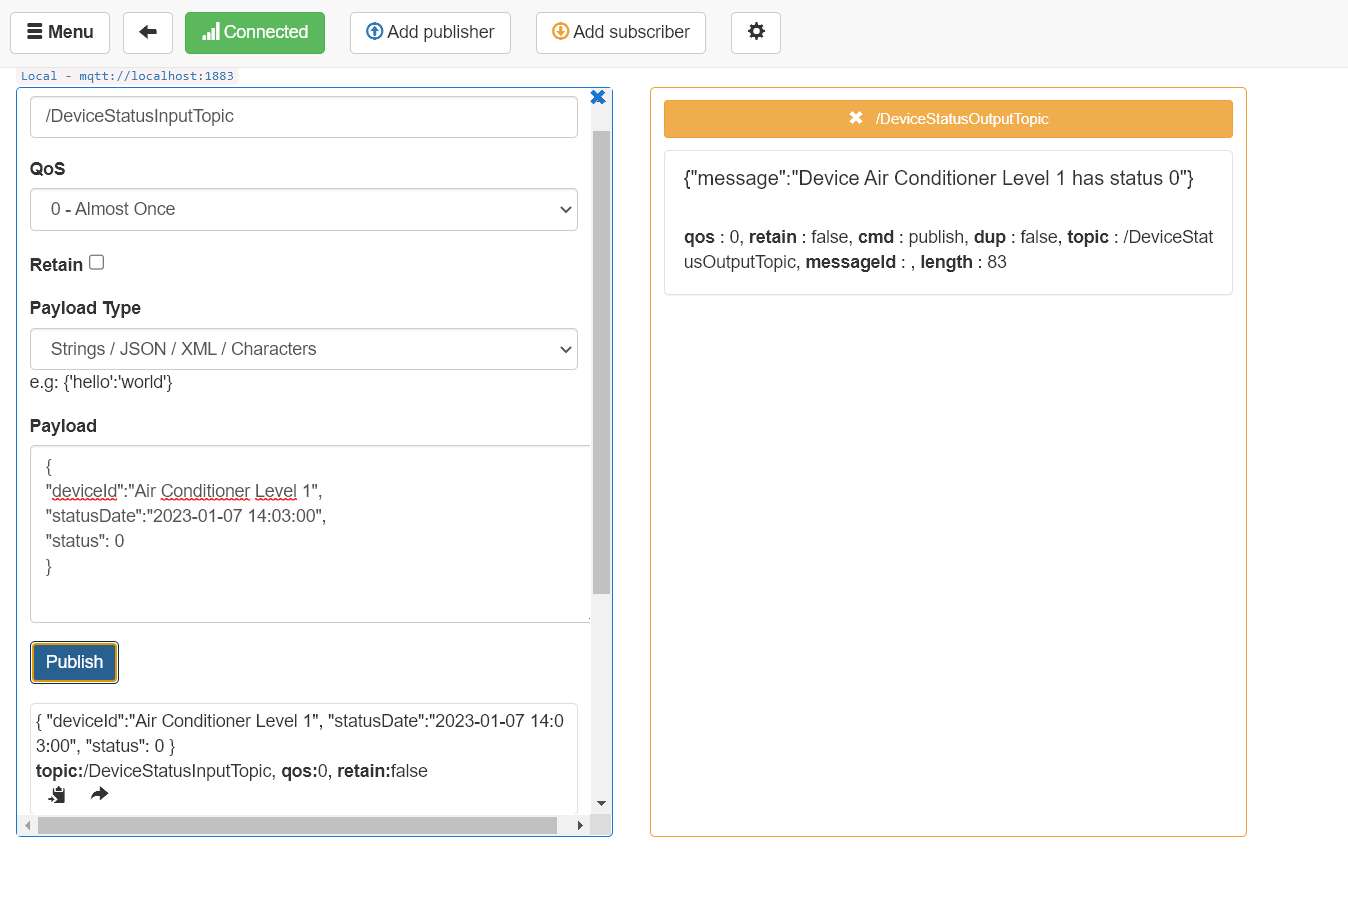 Menu
Connected
Add publisher
Add subscriber
Local - mqtt://localhost:1883
/DeviceStatusInputTopic
QoS
0 - Almost Once
Retain
Payload Type
Strings / JSON / XML / Characters
e.g: {'hello':'world'}
Payload
{
"deviceId":"Air Conditioner Level 1",
"statusDate":"2023-01-07 14:03:00",
"status": 0
}
Publish
{ "deviceId":"Air Conditioner Level 1", "statusDate":"2023-01-07 14:0
3:00", "status": 0 }
topic:/DeviceStatusInputTopic, qos:0, retain:false
/DeviceStatusOutputTopic
{"message":"Device Air Conditioner Level 1 has status 0"}
qos : 0, retain : false, cmd : publish, dup : false, topic : /DeviceStat
usOutputTopic, messageId : , length : 83